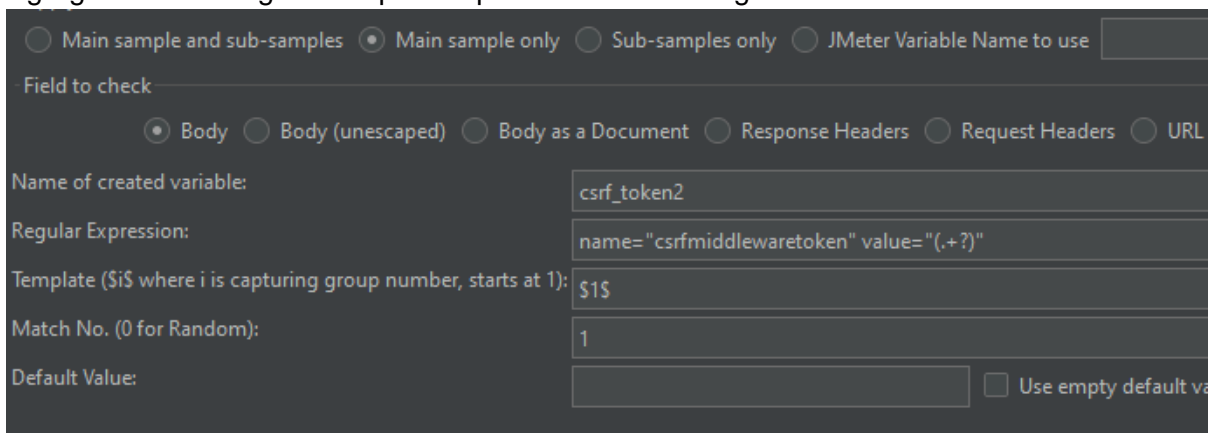 Main sample and sub-samples Main sample only Sub-samples only JMeter Variable Name to use
Field to check
Body Body (unescaped) Body as a Document Response Headers Request Headers URL
Name of created variable: csrf_token2
Regular Expression: name="csrfmiddlewaretoken" value="(.+?)"
Template ($i$ where i is capturing group number, starts at 1): $1$
Match No. (0 for Random): 1
Default Value: Use empty default va